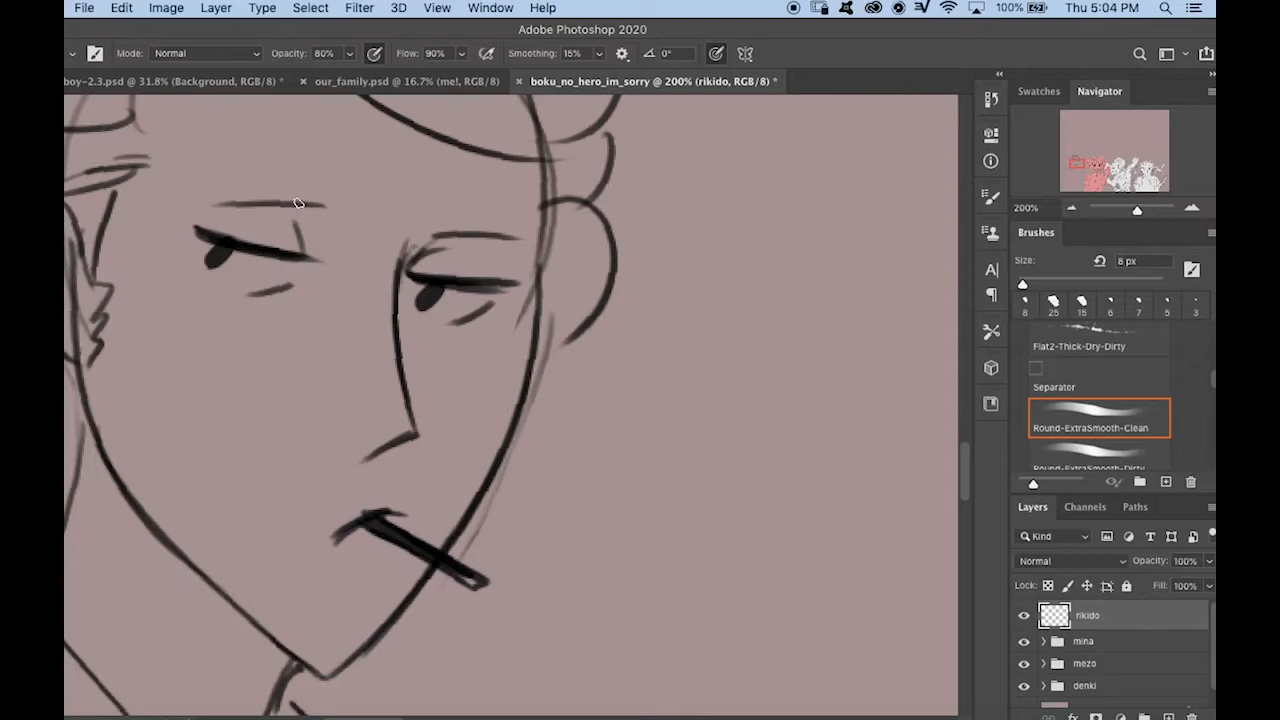 File Edit Image Layer Type Select Filter 3D View Window Help 100% Thu 5:04 PM
Adobe Photoshop 2020
Mode: Normal Opacity: 80% Flow: 90% Smoothing: 15% 0°
boy-2.3.psd @ 31.8% (Background, RGB/8) * × our_family.psd @ 16.7% (me!, RGB/8) × boku_no_hero_im_sorry @ 200% (rikido, RGB/8) *
Swatches Navigator
200%
Brushes
Size: 8 px
8 25 15 6 7 5 3
Flat2-Thick-Dry-Dirty
Separator
Round-ExtraSmooth-Clean
Round-ExtraSmooth-Dirty
Layers Channels Paths
Kind
Normal Opacity: 100%
Lock: Fill: 100%
rikido
mina
mezo
denki